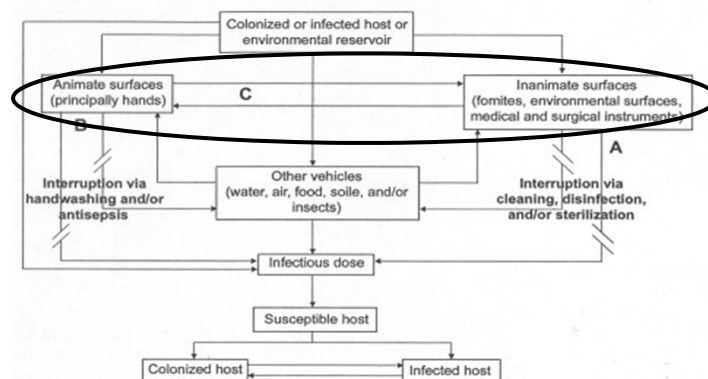 Colonized or infected host or
environmental reservoir
Animate surfaces
(principally hands)
C
Inanimate surfaces
(fomites, environmental surfaces,
medical and surgical instruments)
B
A
Interruption via
handwashing and/or
antisepsis
Other vehicles
(water, air, food, soile, and/or
insects)
Interruption via
cleaning, disinfection,
and/or sterilization
Infectious dose
Susceptible host
Colonized host
Infected host